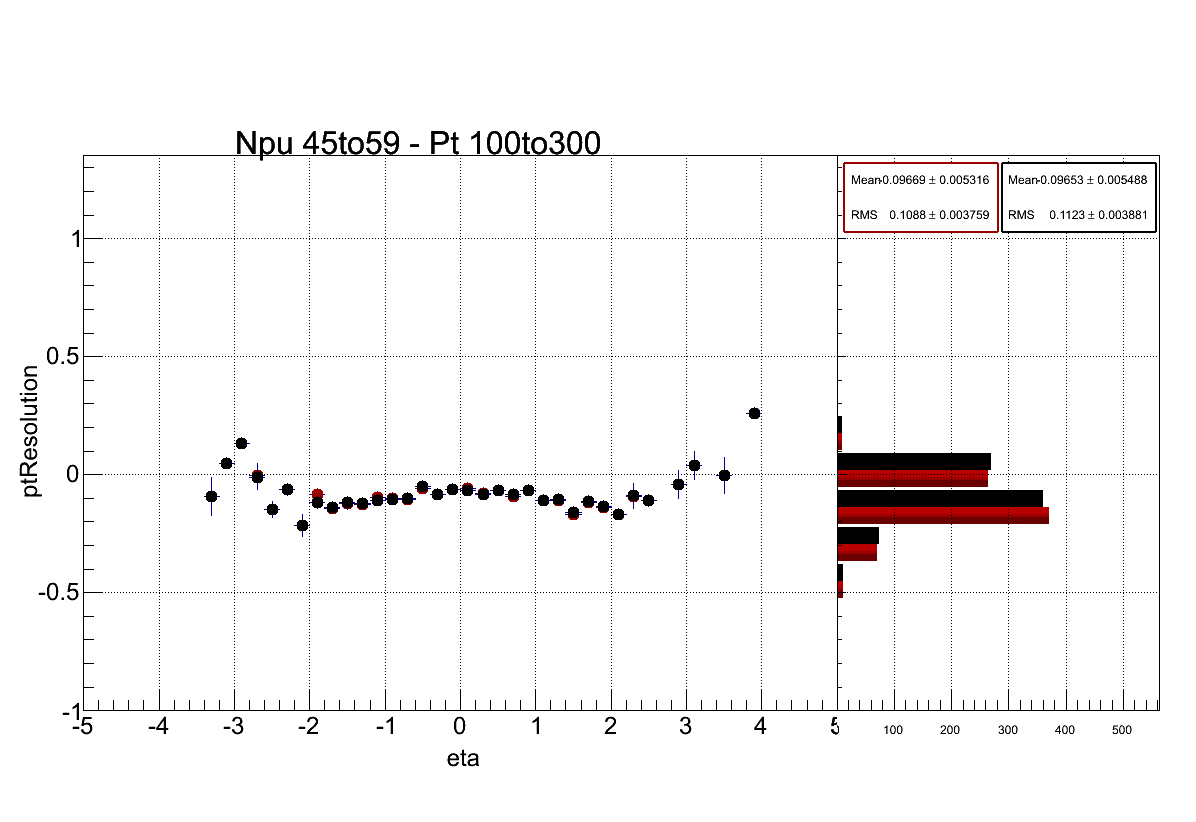 Npu 45to59 - Pt 100to300
Mean-0.09669 ± 0.005316
RMS 0.1088 ± 0.003759
Mean-0.09653 ± 0.005488
RMS 0.1123 ± 0.003881
ptResolution
1
0.5
0
-0.5
-1
-5 -4 -3 -2 -1 0 1 2 3 4
100 200 300 400 500
eta